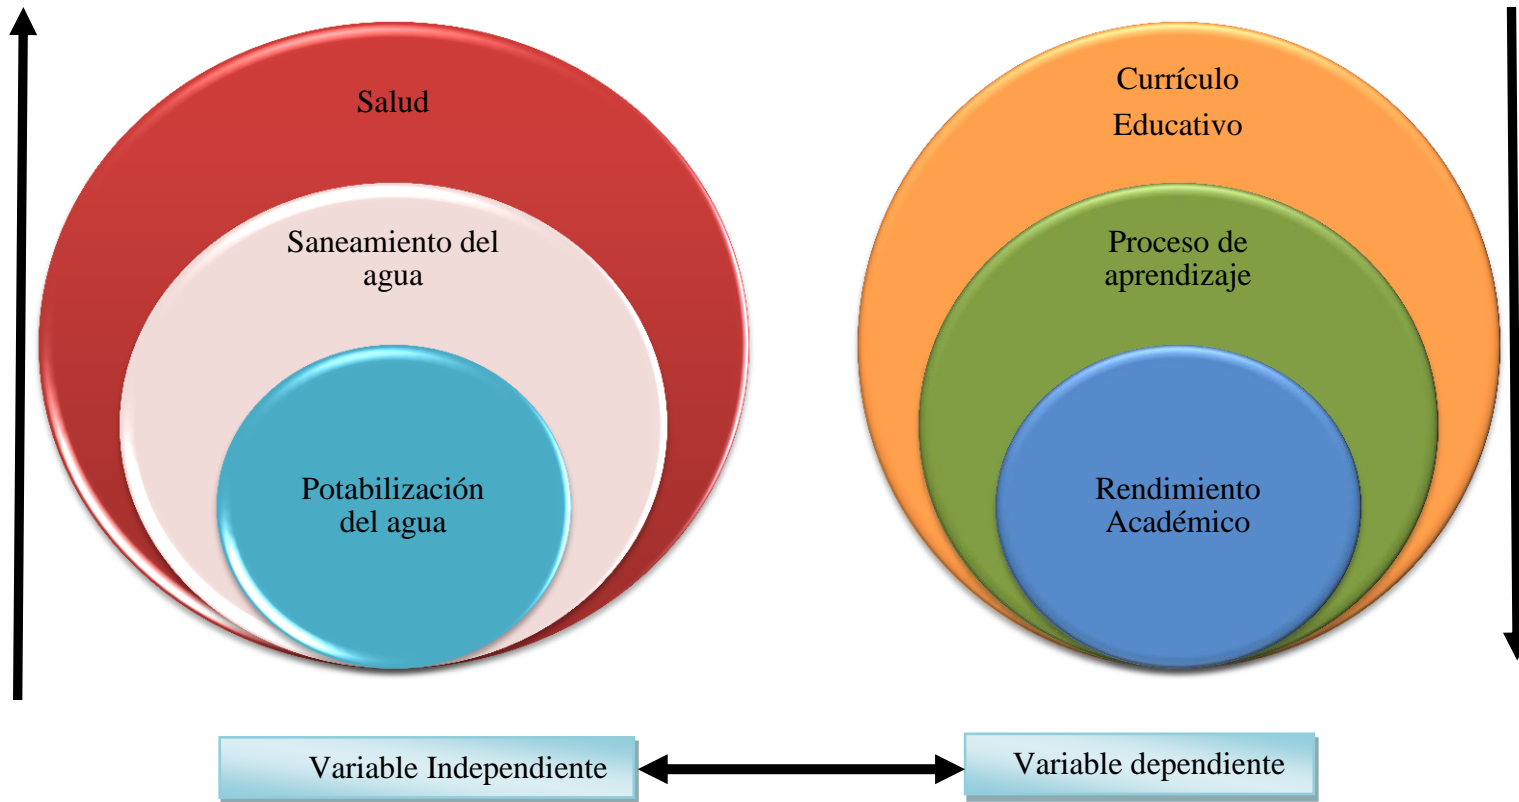 Salud
Saneamiento del
agua
Potabilización
del agua
Currículo
Educativo
Proceso de
aprendizaje
Rendimiento
Académico
Variable Independiente
Variable dependiente